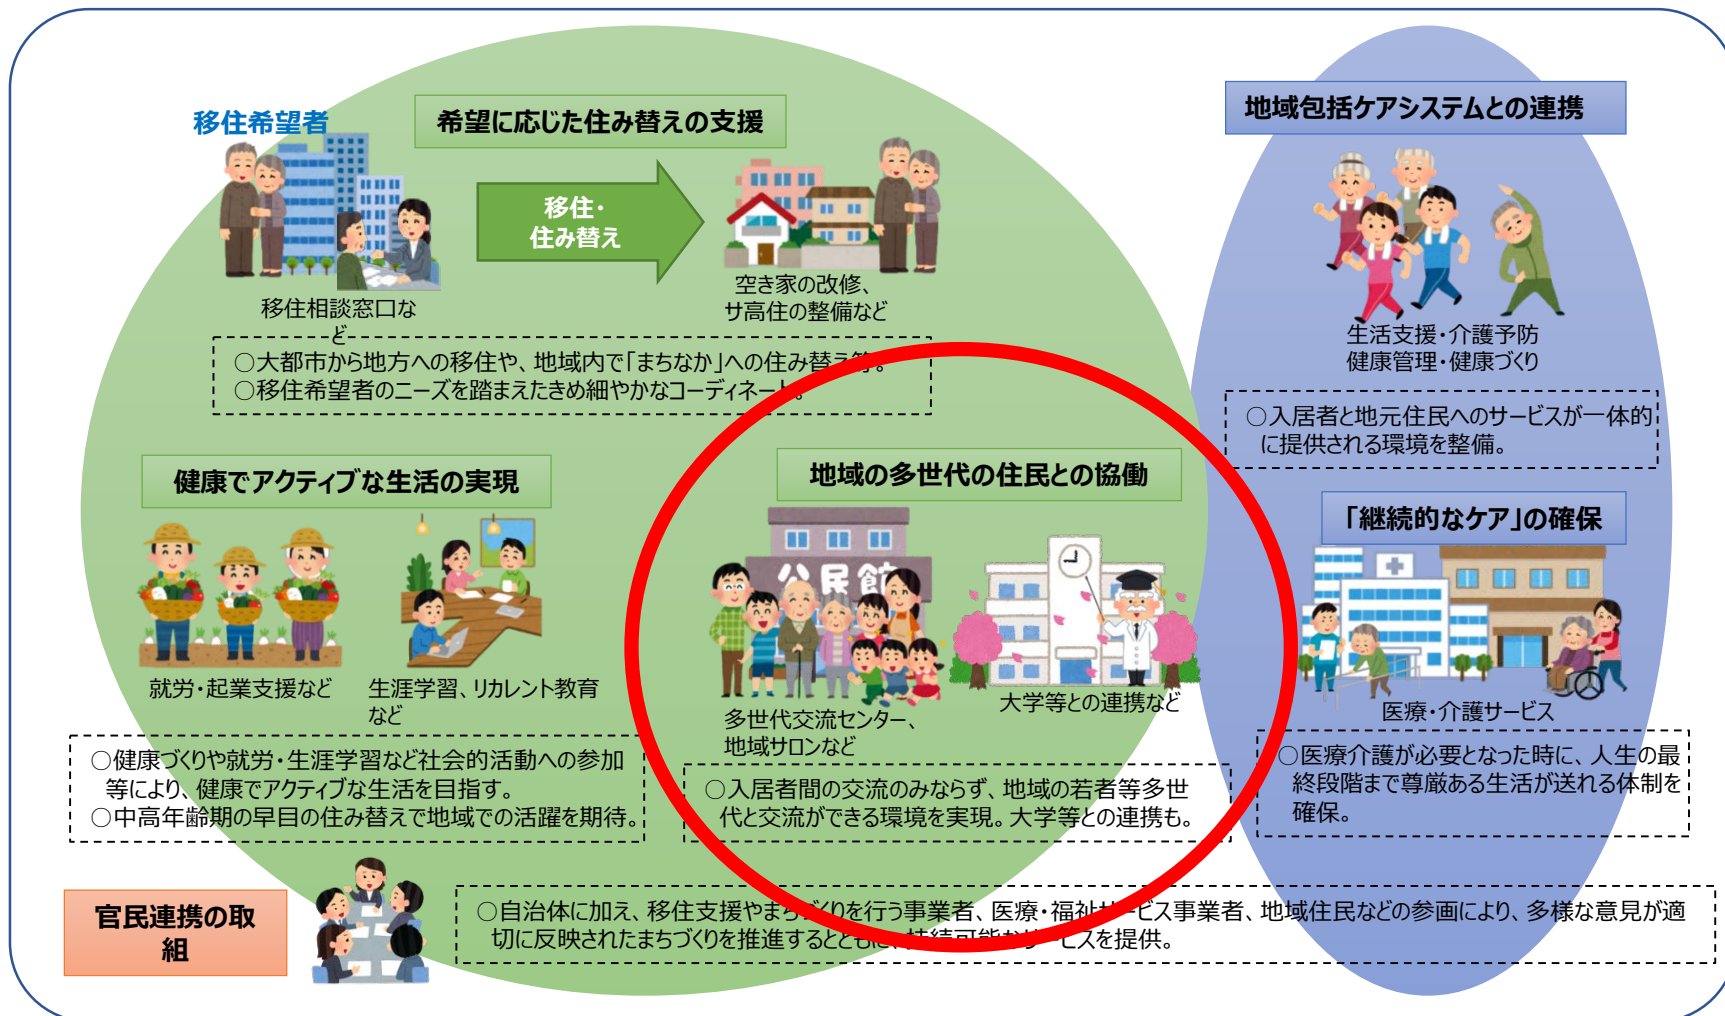 移住希望者
希望に応じた住み替えの支援
移住・
住み替え
移住相談窓口な
ど
空き家の改修、
サ高住の整備など
○大都市から地方への移住や、地域内で「まちなか」への住み替え等。
○移住希望者のニーズを踏まえたきめ細やかなコーディネート。
地域包括ケアシステムとの連携
生活支援・介護予防
健康管理・健康づくり
○入居者と地元住民へのサービスが一体的
に提供される環境を整備。
健康でアクティブな生活の実現
就労・起業支援など
生涯学習、リカレント教育
など
○健康づくりや就労・生涯学習など社会的活動への参加
等により、健康でアクティブな生活を目指す。
○中高年齢期の早目の住み替えで地域での活躍を期待。
地域の多世代の住民との協働
公民館
多世代交流センター、
地域サロンなど
大学等との連携など
○入居者間の交流のみならず、地域の若者等多世
代と交流ができる環境を実現。大学等との連携も。
「継続的なケア」の確保
医療・介護サービス
○医療介護が必要となった時に、人生の最
終段階まで尊厳ある生活が送れる体制を
確保。
官民連携の取
組
○自治体に加え、移住支援やまちづくりを行う事業者、医療・福祉サービス事業者、地域住民などの参画により、多様な意見が適
切に反映されたまちづくりを推進するとともに、持続可能なサービスを提供。